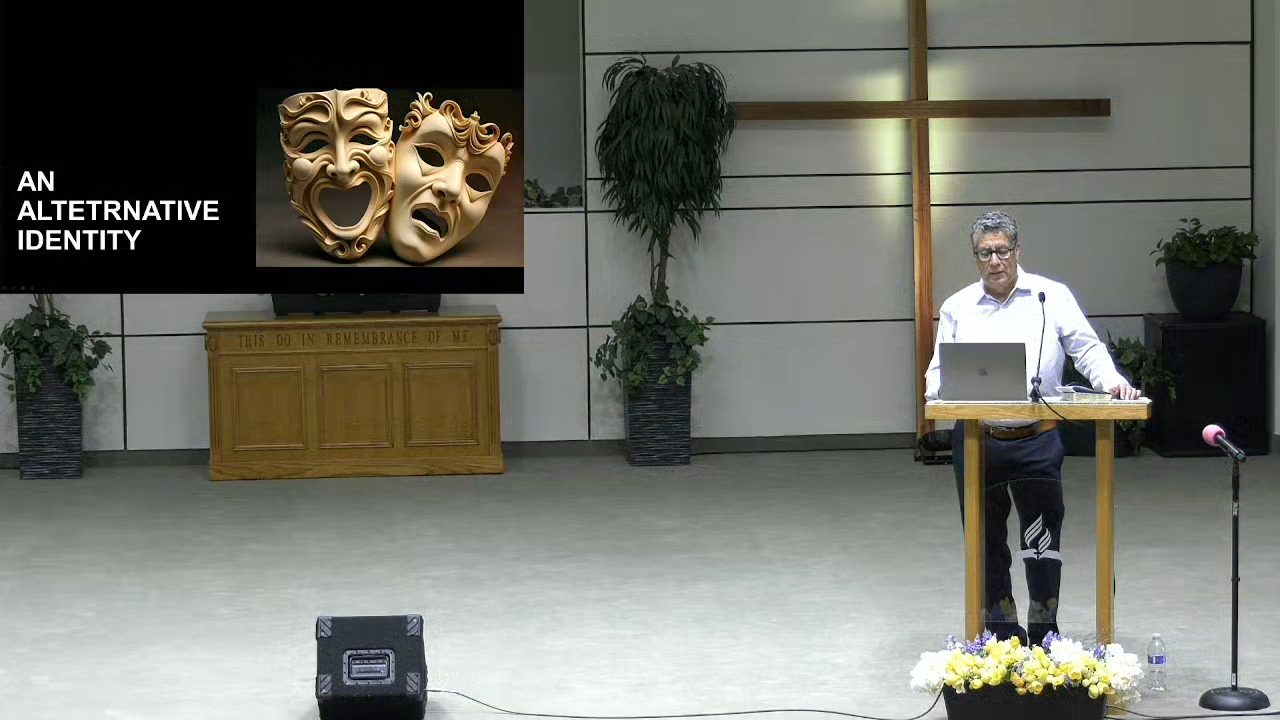 AN
ALTETRNATIVE
IDENTITY
THIS DO IN REMEMBRANCE OF ME